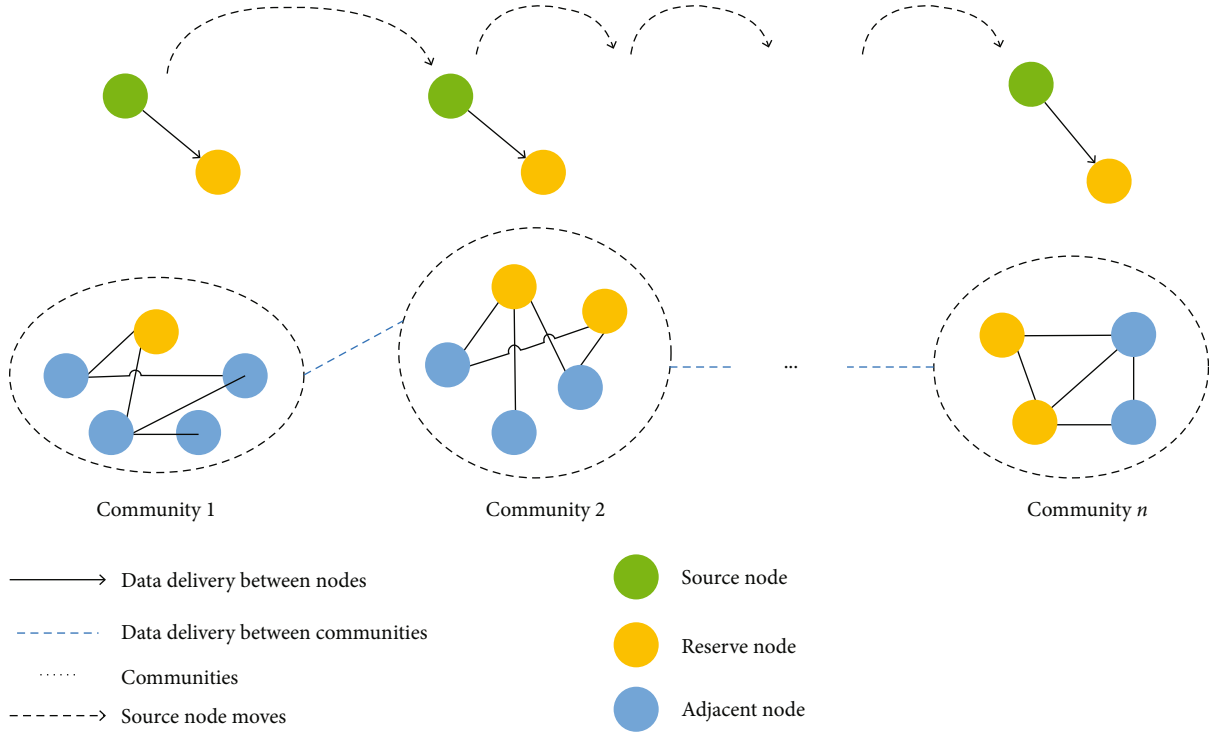 ...
Community 1
Community 2
Community n
Data delivery between nodes
Data delivery between communities
Communities
Source node moves
Source node
Reserve node
Adjacent node